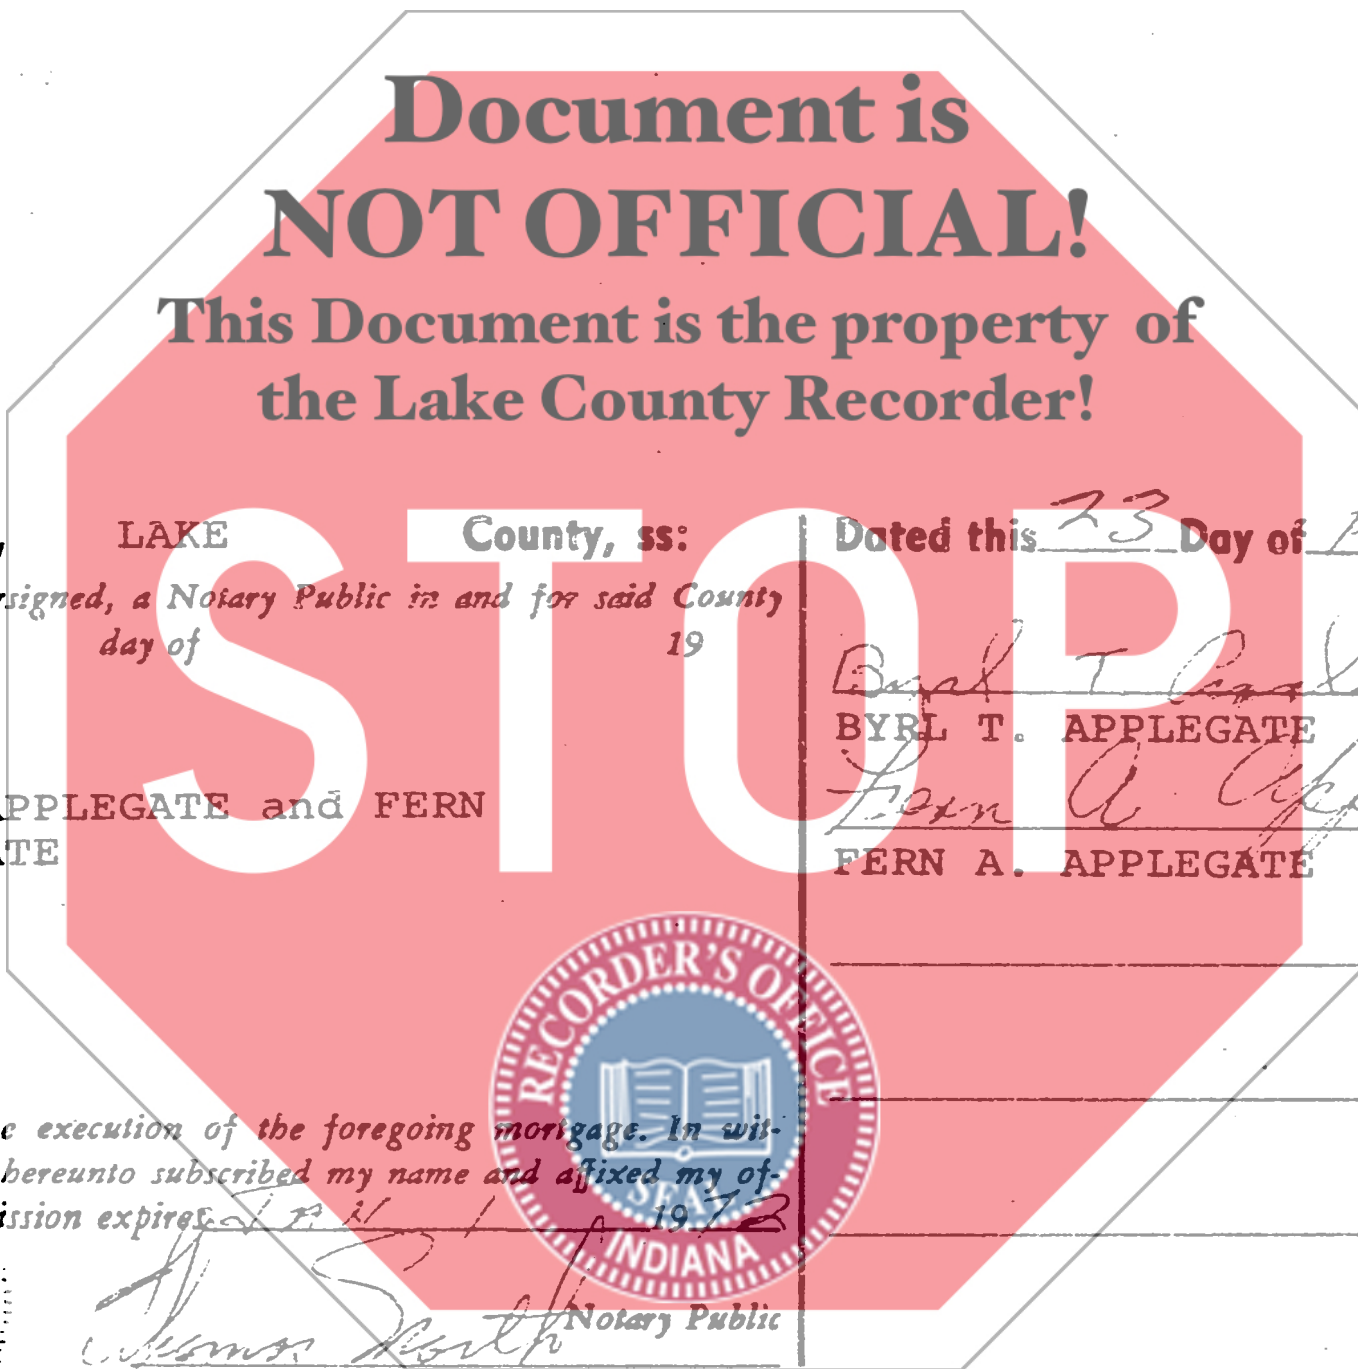 Document is
NOT OFFICIAL!
This Document is the property of
the Lake County Recorder!
STOP
LAKE County, ss:
signed, a Notary Public in and for said County
day of 19
PPLEGATE and FERN
TE
e execution of the foregoing mortgage. In wit-
hereunto subscribed my name and affixed my of-
ission expires 19
Notary Public
Dated this 23 Day of
Byrl T.
BYRL T. APPLEGATE
Fern A
FERN A. APPLEGATE
RECORDER'S OFFICE
SEAL
INDIANA